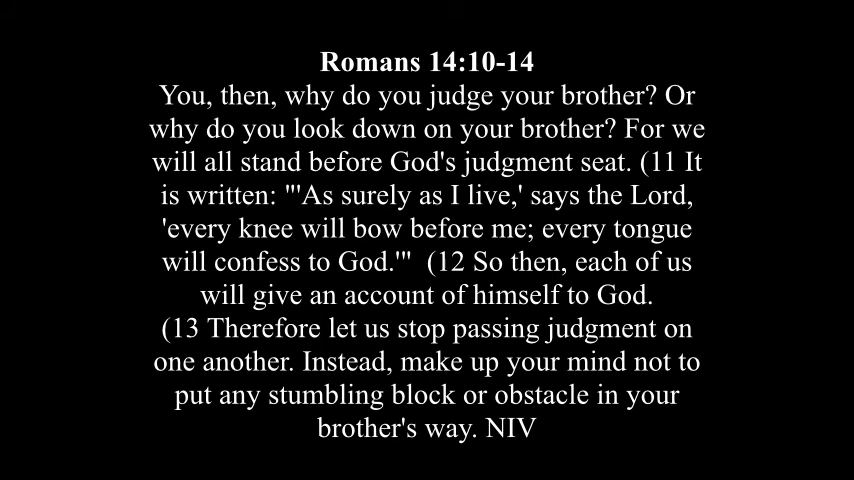 Romans 14:10-14
You, then, why do you judge your brother? Or
why do you look down on your brother? For we
will all stand before God's judgment seat. (11 It
is written: "'As surely as I live,' says the Lord,
'every knee will bow before me; every tongue
will confess to God.'"  (12 So then, each of us
will give an account of himself to God.
(13 Therefore let us stop passing judgment on
one another. Instead, make up your mind not to
put any stumbling block or obstacle in your
brother's way. NIV